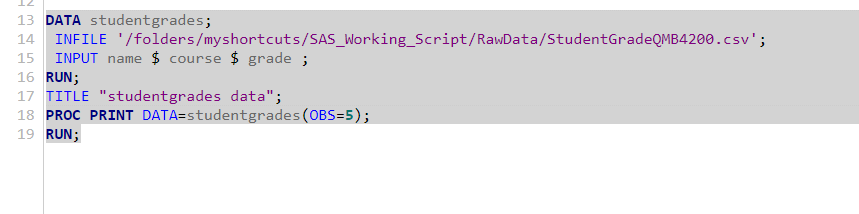 12
13 DATA studentgrades;
14 INFILE '/folders/myshortcuts/SAS_Working_Script/RawData/StudentGradeQMB4200.csv';
15 INPUT name $ course $ grade ;
16 RUN;
17 TITLE "studentgrades data";
18 PROC PRINT DATA=studentgrades(OBS=5);
19 RUN;